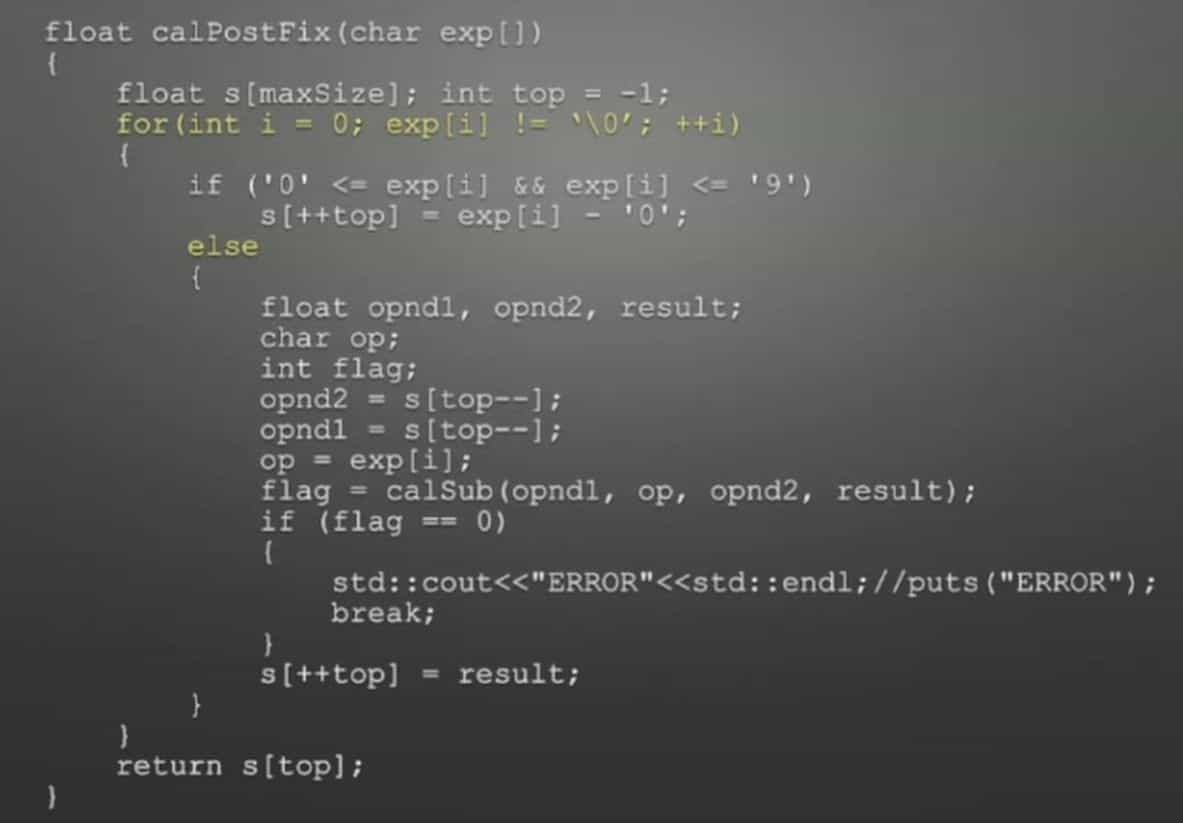 float calPostFix(char exp[])
{
float s[maxSize]; int top = -1;
for(int i = 0; exp[i] != ‘\0’; ++i)
{
if ('0' <= exp[i] && exp[i] <= '9')
s[++top] = exp[i] - '0';
else
{
float opnd1, opnd2, result;
char op;
int flag;
opnd2 = s[top--];
opnd1 = s[top--];
op = exp[i];
flag = calSub(opnd1, op, opnd2, result);
if (flag == 0)
{
std::cout<<"ERROR"<<std::endl;//puts("ERROR");
break;
}
s[++top] = result;
}
}
return s[top];
}